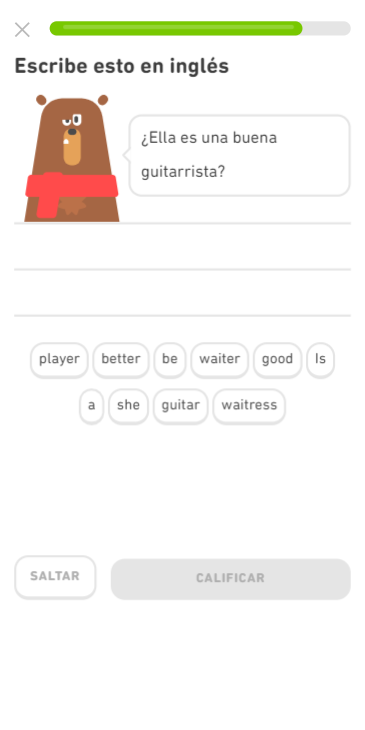 Escribe esto en inglés
¿Ella es una buena
guitarrista?
player better be waiter good Is
a she guitar waitress
SALTAR CALIFICAR